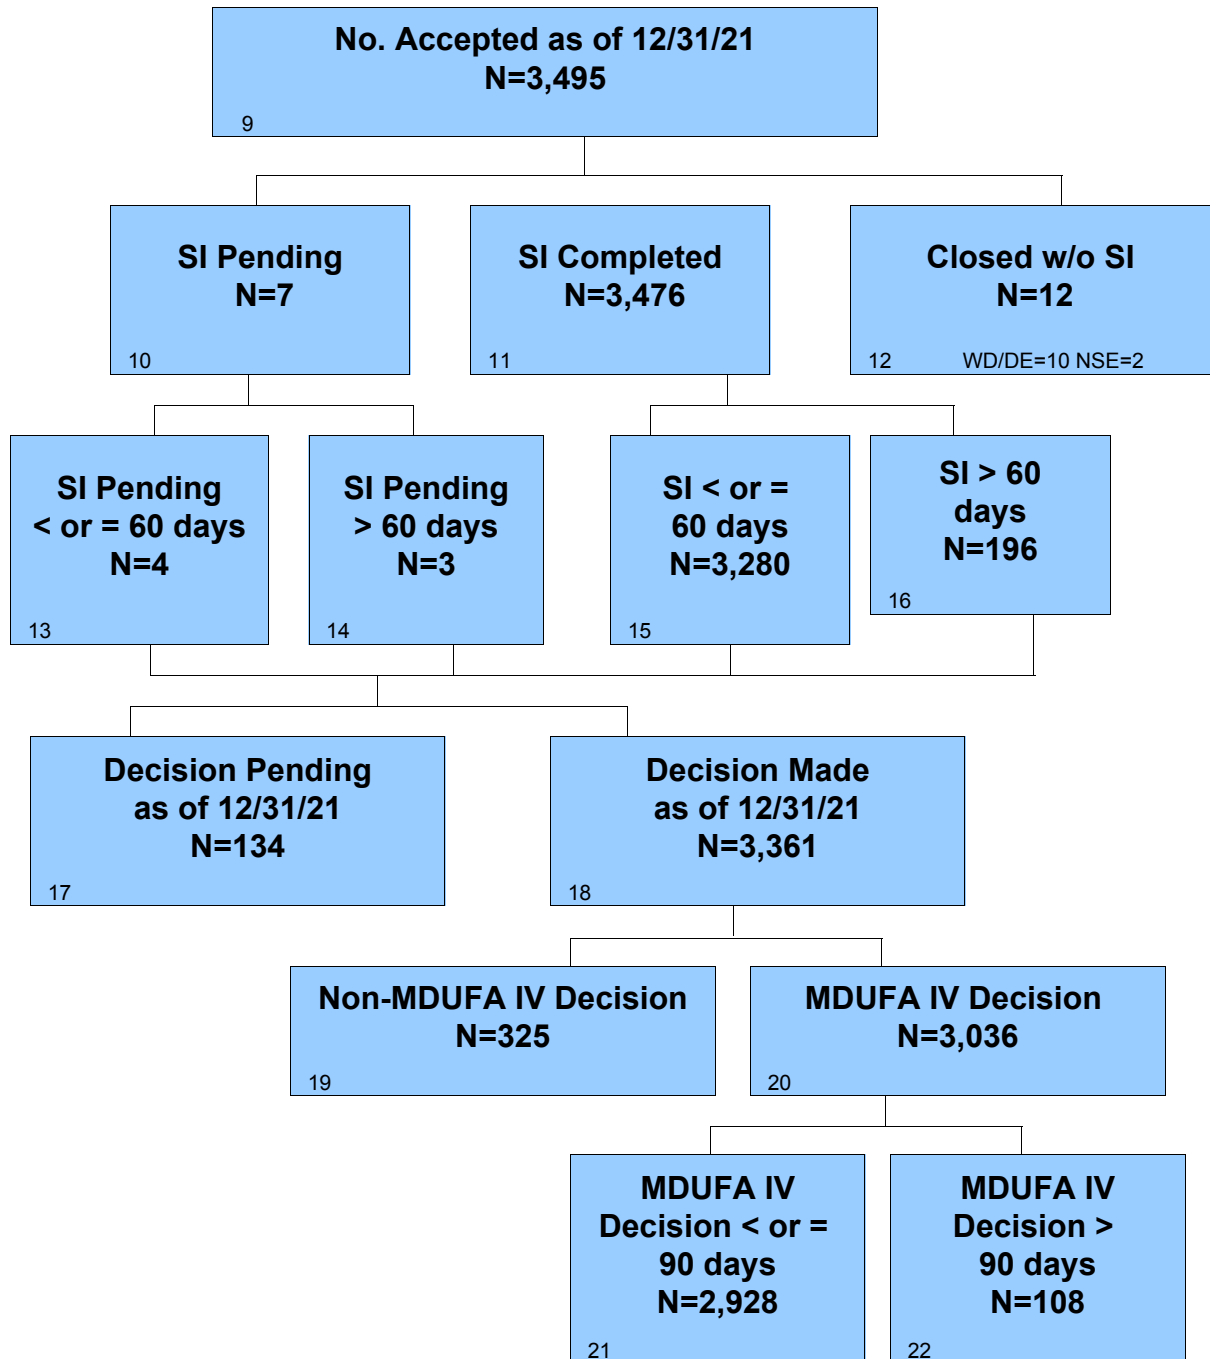 No. Accepted as of 12/31/21
N=3,495
9
SI Pending
N=7
10
SI Completed
N=3,476
11
Closed w/o SI
N=12
12 WD/DE=10 NSE=2
SI Pending
< or = 60 days
N=4
13
SI Pending
> 60 days
N=3
14
SI < or =
60 days
N=3,280
15
SI > 60
days
N=196
16
Decision Pending
as of 12/31/21
N=134
17
Decision Made
as of 12/31/21
N=3,361
18
Non-MDUFA IV Decision
N=325
19
MDUFA IV Decision
N=3,036
20
MDUFA IV
Decision < or =
90 days
N=2,928
21
MDUFA IV
Decision >
90 days
N=108
22